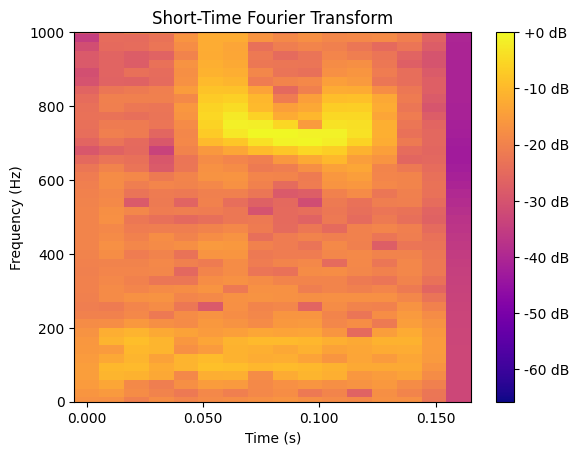 Short-Time Fourier Transform
1000
800
600
400
200
0
Frequency (Hz)
0.000
0.050
0.100
0.150
Time (s)
+0 dB
-10 dB
-20 dB
-30 dB
-40 dB
-50 dB
-60 dB